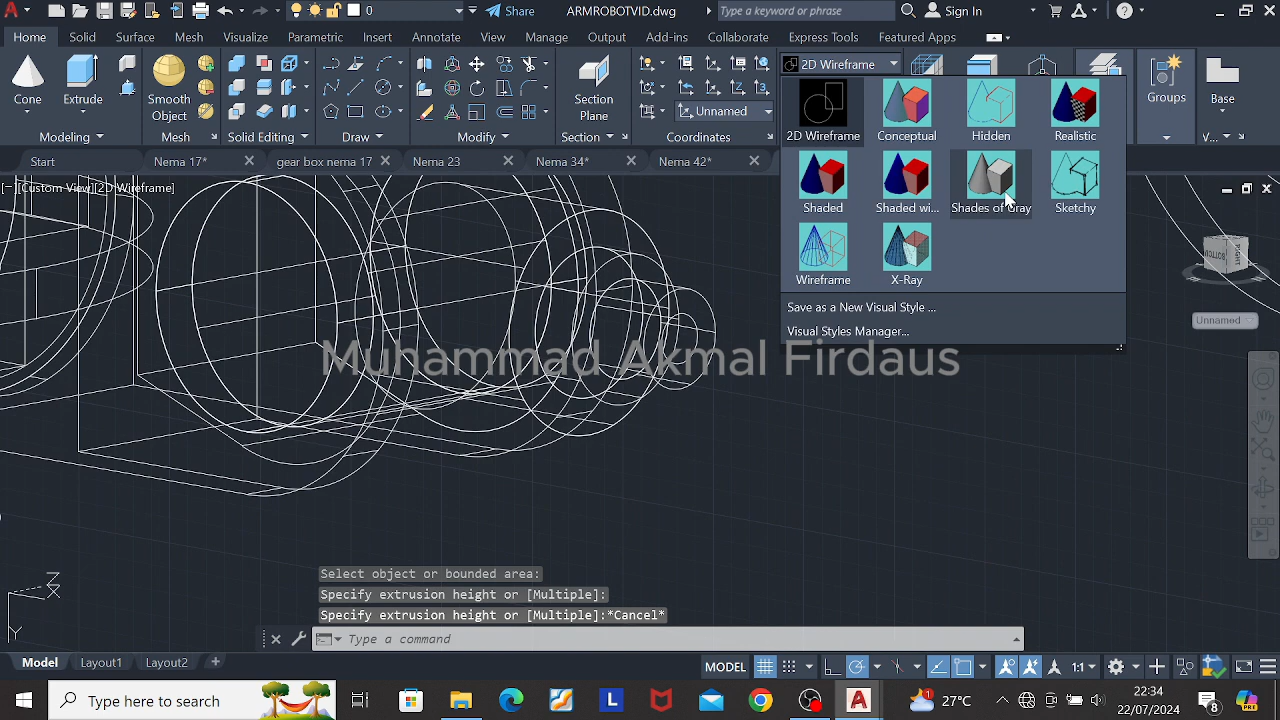 Share
ARMROBOTVID.dwg
Type a keyword or phrase
Sign In
0
Home Solid Surface Mesh Visualize Parametric Insert Annotate View Manage Output Add-ins Collaborate Express Tools Featured Apps
2D Wireframe
Cone Extrude Smooth Object Section Plane Unnamed Groups Base
Modeling Mesh Solid Editing Draw Modify Section Coordinates V...
2D Wireframe Conceptual Hidden Realistic
Shaded Shaded wi... Shades of Gray Sketchy
Wireframe X-Ray
Save as a New Visual Style ...
Visual Styles Manager...
Start Nema 17* gear box nema 17 Nema 23 Nema 34* Nema 42*
[–] [Custom View] [2D Wireframe]
BOTTOM
Unnamed
Muhammad Akmal Firdaus
Z
Y
Select object or bounded area:
Specify extrusion height or [Multiple]:
Specify extrusion height or [Multiple]:*Cancel*
Type a command
Model Layout1 Layout2 +
MODEL 1:1
Type here to search
L
A
27°C
22:34
22/07/2024
8
PRE